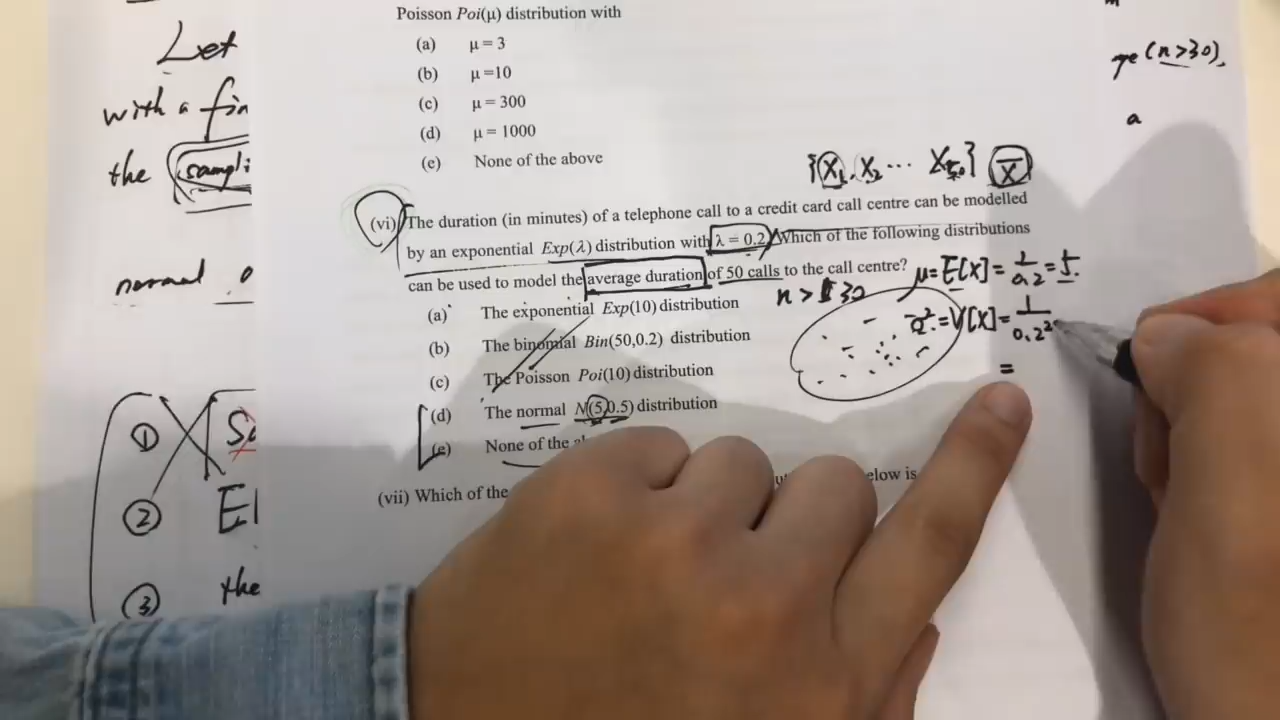 Poisson Poi(μ) distribution with
(a) μ = 3
(b) μ =10
(c) μ = 300
(d) μ = 1000
(e) None of the above
Let
with a fin
the sampli
normal
(n>30),
a
{X1, X2 ... X50} X̅
(vi) The duration (in minutes) of a telephone call to a credit card call centre can be modelled
by an exponential Exp(λ) distribution with λ = 0.2. Which of the following distributions
can be used to model the average duration of 50 calls to the call centre?
μ = E[X] = 1/0.2 = 5.
n > 30
σ² = V[X] = 1/0.2²
=
(a) The exponential Exp(10) distribution
(b) The binomial Bin(50,0.2) distribution
(c) The Poisson Poi(10) distribution
(d) The normal N(5,0.5) distribution
(e) None of the
(vii) Which of the
elow is
①
②
③
the